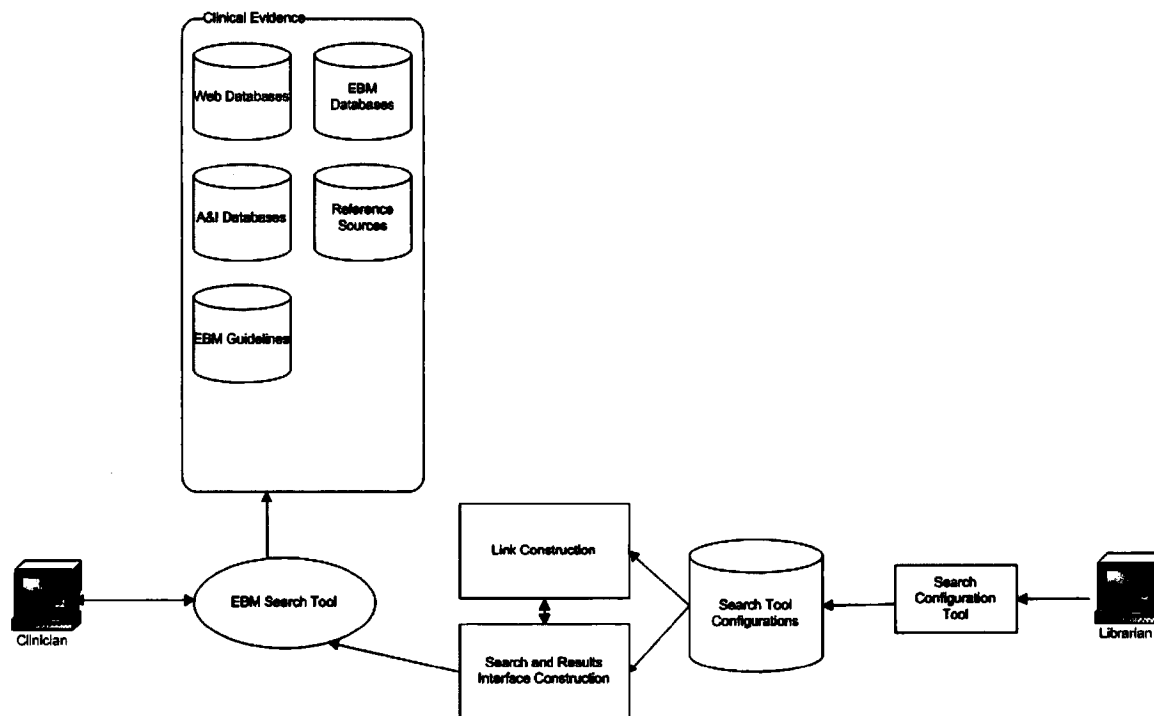 Clinical Evidence
Web Databases
EBM
Databases
A&I Databases
Reference
Sources
EBM Guidelines
Link Construction
EBM Search Tool
Search Tool
Configurations
Search
Configuration
Tool
Clinician
Librarian
Search and Results
Interface Construction